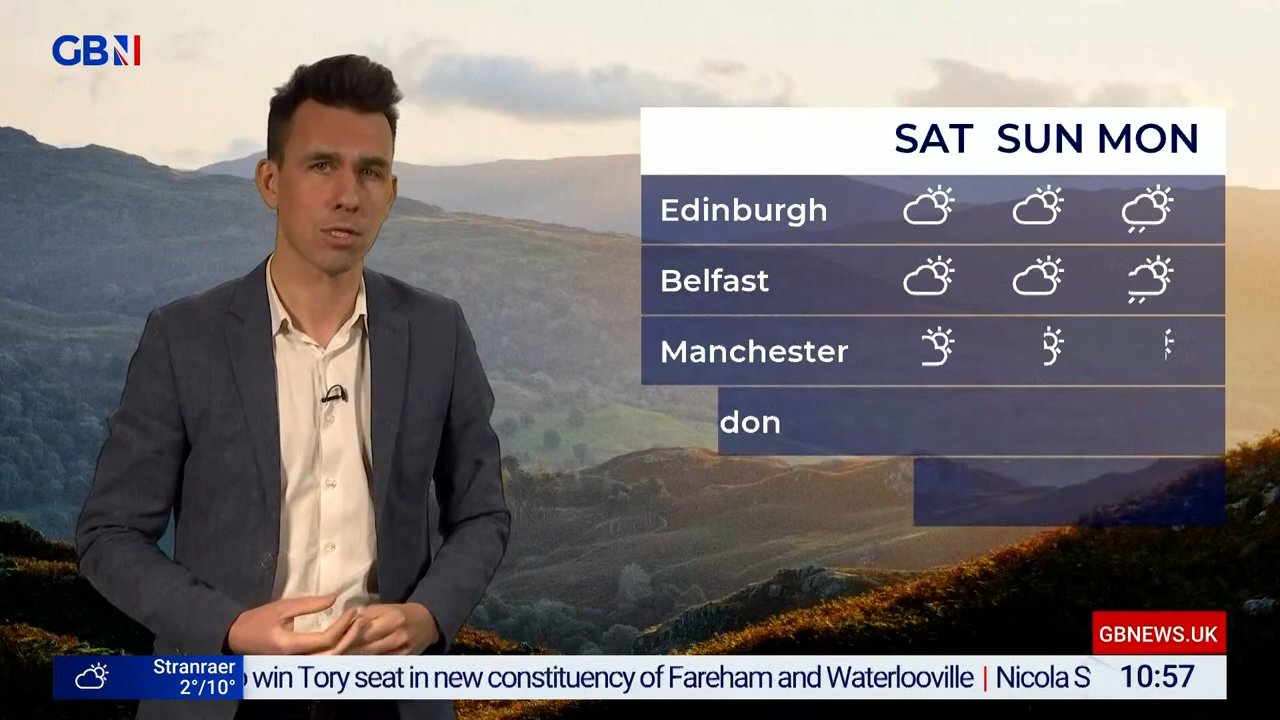 GBN
SAT SUN MON
Edinburgh
Belfast
Manchester
don
GBNEWS.UK
Stranraer
2°/10°
win Tory seat in new constituency of Fareham and Waterlooville | Nicola S
10:57